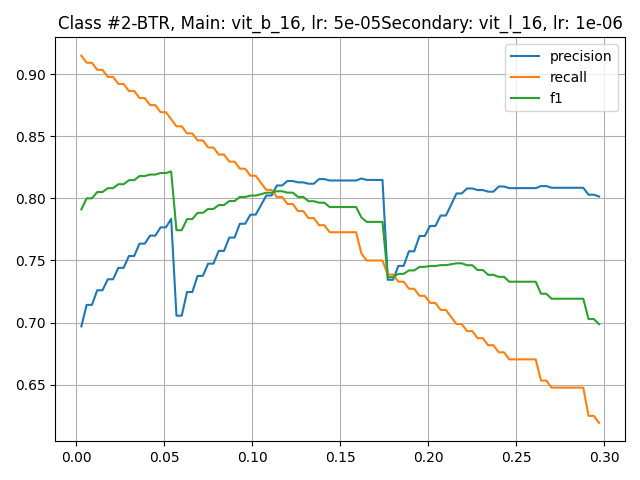 Class #2-BTR, Main: vit_b_16, lr: 5e-05Secondary: vit_l_16, lr: 1e-06
precision
recall
f1
0.90
0.85
0.80
0.75
0.70
0.65
0.00 0.05 0.10 0.15 0.20 0.25 0.30